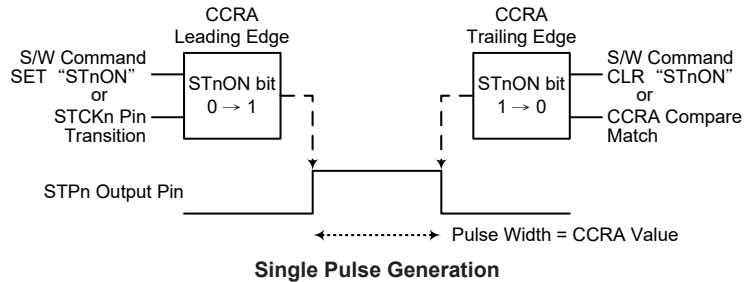 CCRA
Leading Edge
S/W Command
SET “STnON”
or
STCKn Pin
Transition
STnON bit
0 → 1
CCRA
Trailing Edge
STnON bit
1 → 0
S/W Command
CLR “STnON”
or
CCRA Compare
Match
STPn Output Pin
Pulse Width = CCRA Value
Single Pulse Generation